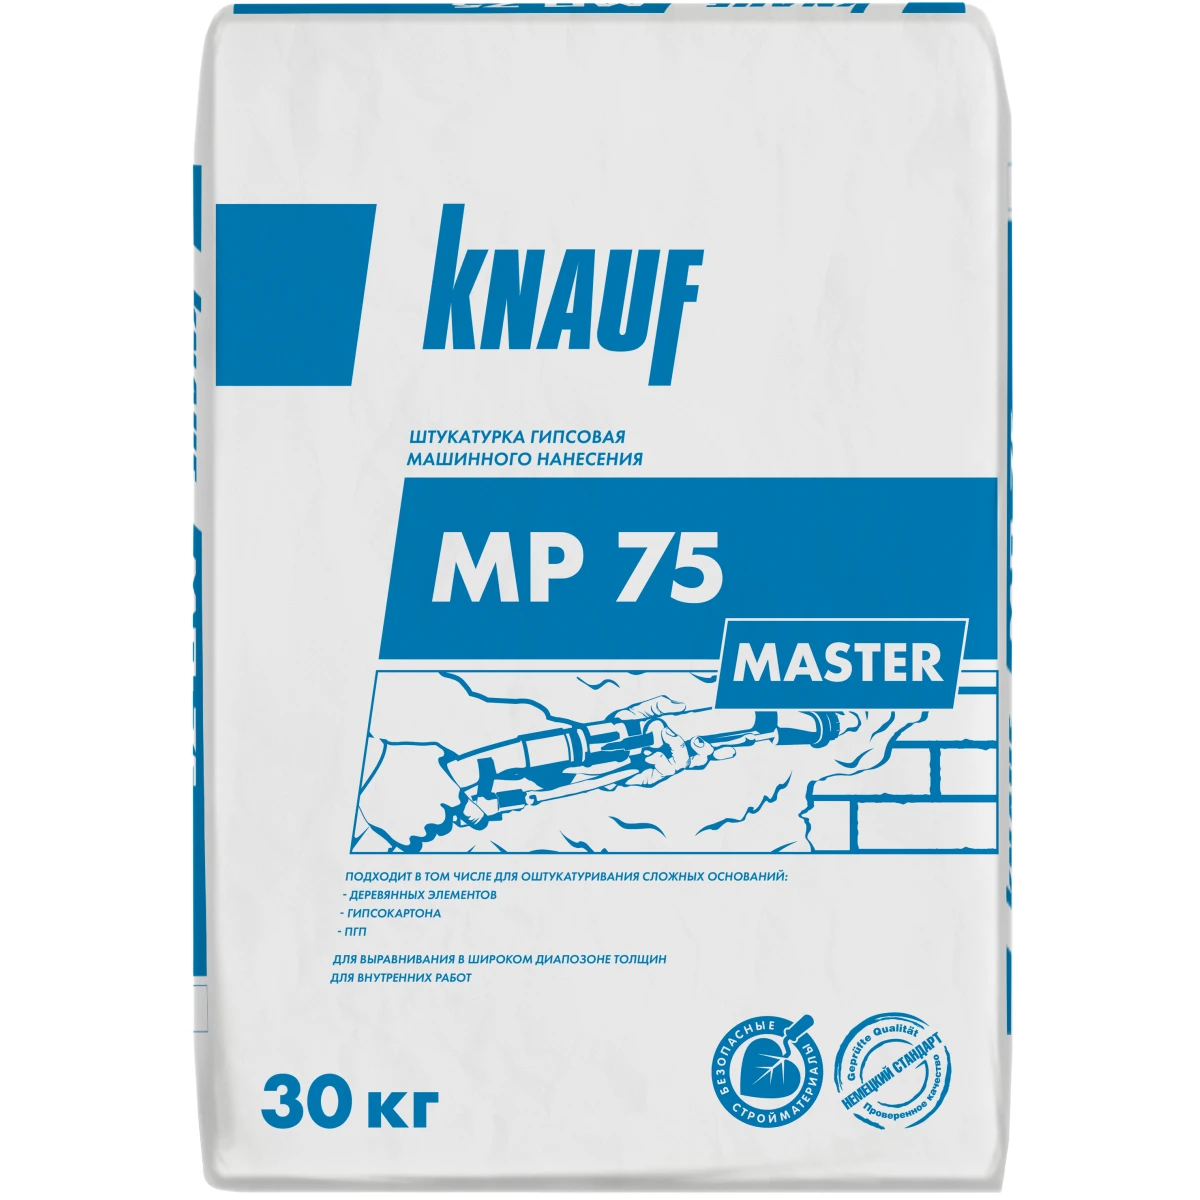 KNAUF
ШТУКАТУРКА ГИПСОВАЯ
МАШИННОГО НАНЕСЕНИЯ
МР 75
MASTER
ПОДХОДИТ В ТОМ ЧИСЛЕ ДЛЯ ОШТУКАТУРИВАНИЯ СЛОЖНЫХ ОСНОВАНИЙ:
- ДЕРЕВЯННЫХ ЭЛЕМЕНТОВ
- ГИПСОКАРТОНА
- ПГП
ДЛЯ ВЫРАВНИВАНИЯ В ШИРОКОМ ДИАПОЗОНЕ ТОЛЩИН
ДЛЯ ВНУТРЕННИХ РАБОТ
БЕЗОПАСНЫЕ
СТРОЙМАТЕРИАЛЫ
Geprüfte Qualität
НЕМЕЦКИЙ СТАНДАРТ
Проверенное качество
30 кг